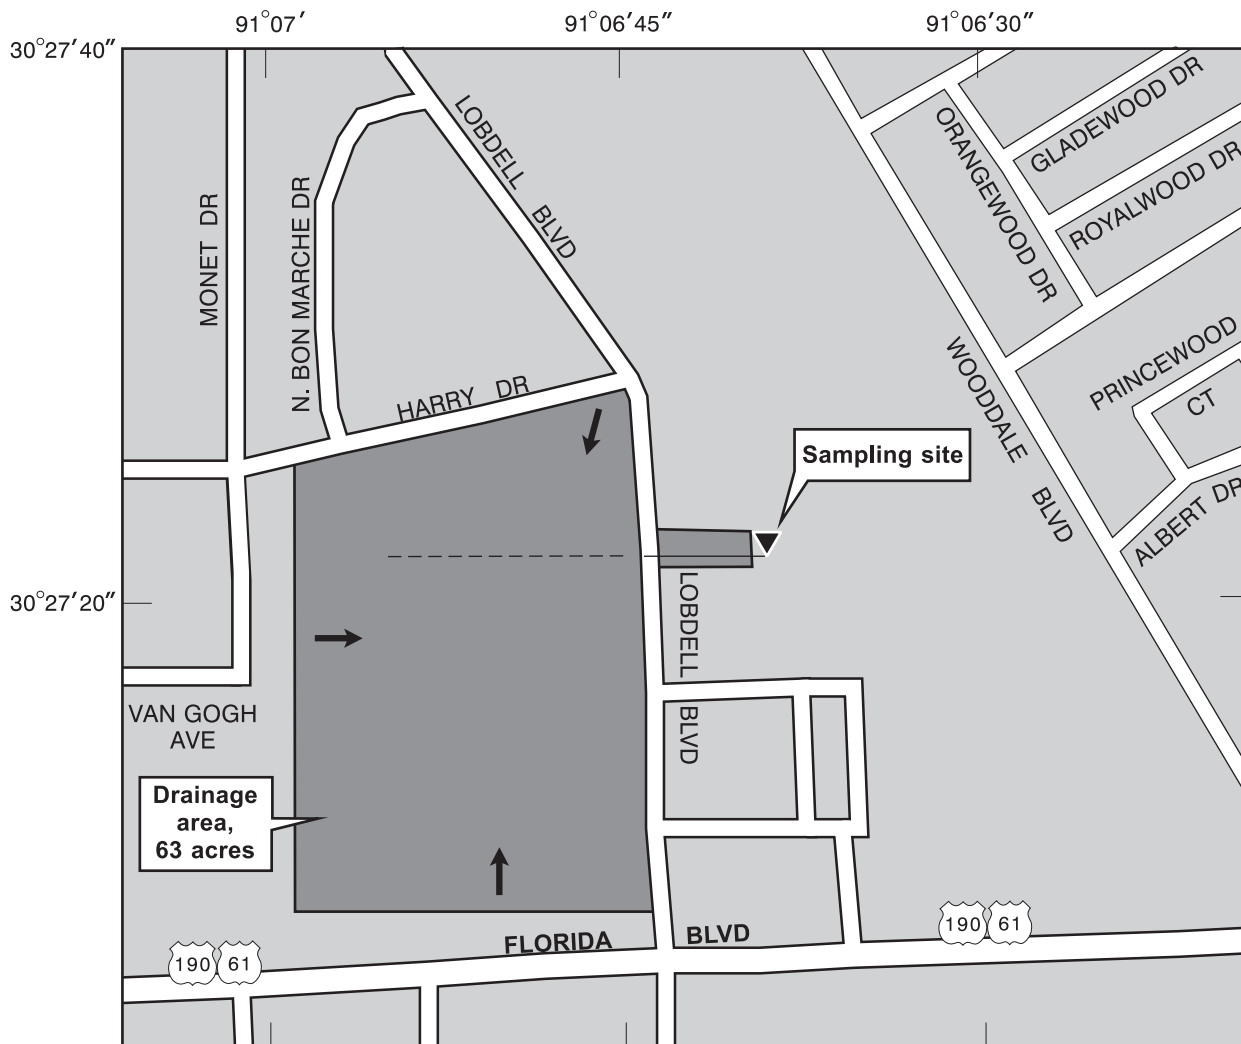 91°07′
91°06′45″
91°06′30″
30°27′40″
30°27′20″
LOBDELL BLVD
MONET DR
N. BON MARCHE DR
HARRY DR
ORANGEWOOD DR
GLADEWOOD DR
ROYALWOOD DR
WOODDALE BLVD
PRINCEWOOD
CT
ALBERT DR
Sampling site
LOBDELL BLVD
VAN GOGH
AVE
Drainage
area,
63 acres
FLORIDA BLVD
190 61
190 61